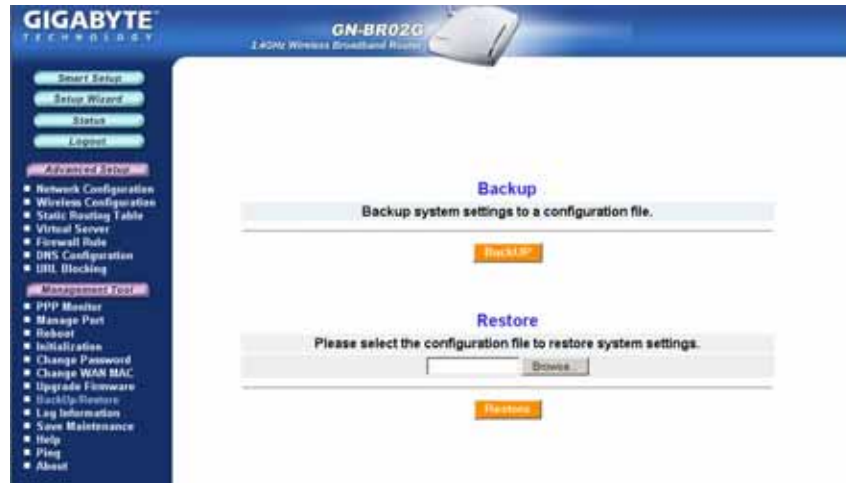 GIGABYTE
TECHNOLOGY
GN-BR02G
2.4GHz Wireless Broadband Router
Smart Setup
Setup Wizard
Status
Logout
Advanced Setup
Network Configuration
Wireless Configuration
Static Routing Table
Virtual Server
Firewall Rule
DNS Configuration
URL Blocking
Management Tool
PPP Monitor
Manage Port
Reboot
Initialization
Change Password
Change WAN MAC
Upgrade Firmware
BackUp/Restore
Log Information
Save Maintenance
Help
Ping
About
Backup
Backup system settings to a configuration file.
BackUP
Restore
Please select the configuration file to restore system settings.
Browse...
Restore